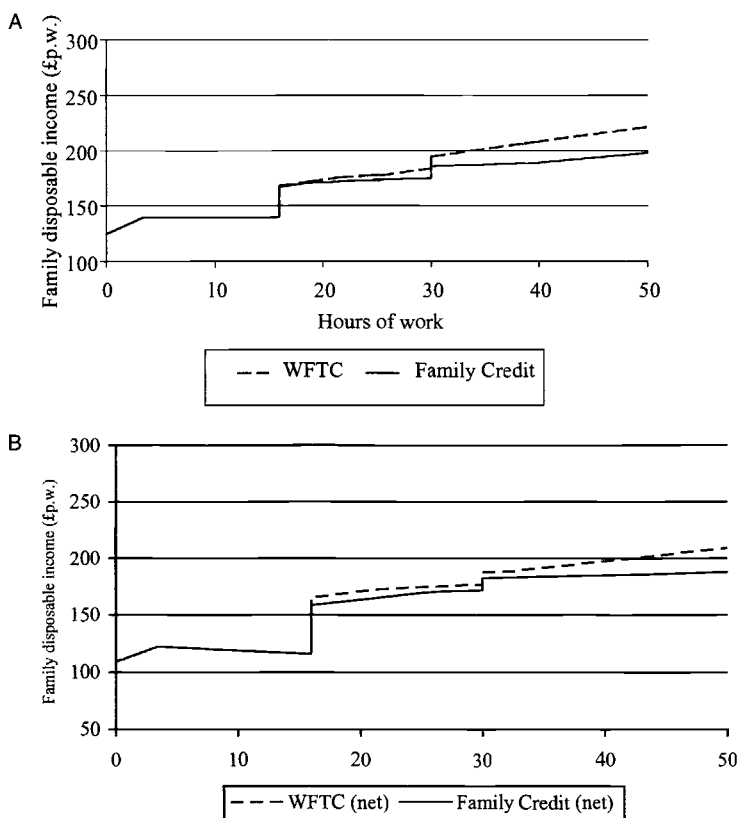 A
Family disposable income (£p.w.)
300
250
200
150
100
0 10 20 30 40 50
Hours of work
WFTC Family Credit
B
Family disposable income (£p.w.)
300
250
200
150
100
50
0 10 20 30 40 50
WFTC (net) Family Credit (net)